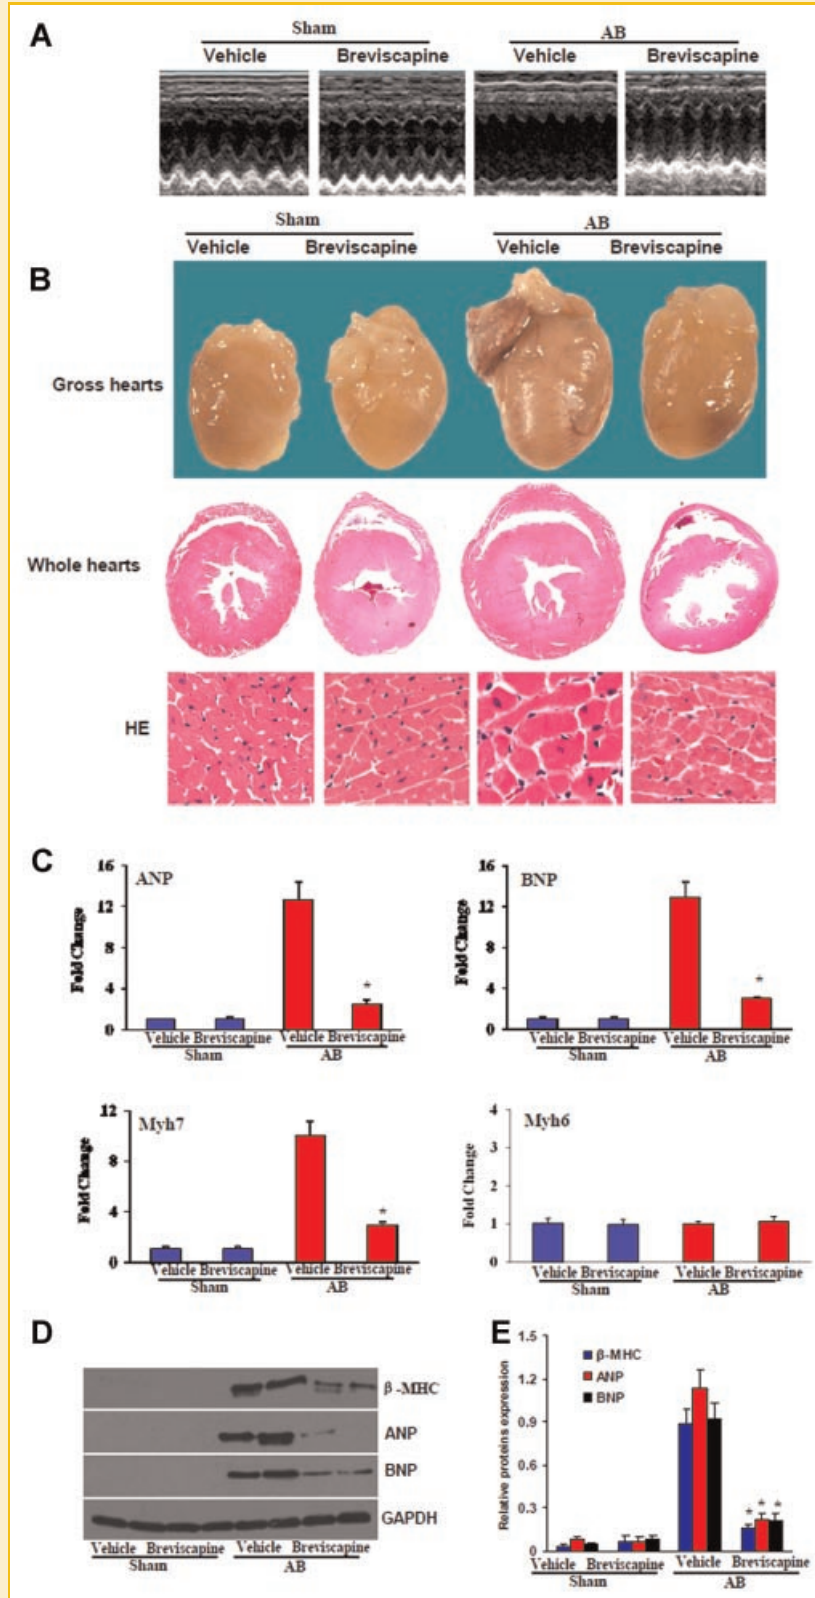 A
Sham
AB
Vehicle
Breviscapine
Vehicle
Breviscapine
Sham
AB
Vehicle
Breviscapine
Vehicle
Breviscapine
B
Gross hearts
Whole hearts
HE
C
ANP
Fold Change
16
12
8
4
0
Vehicle Breviscapine
Vehicle Breviscapine
Sham
AB
*
BNP
Fold Change
16
12
8
4
0
Vehicle Breviscapine
Vehicle Breviscapine
Sham
AB
*
Myh7
Fold Change
12
8
4
0
Vehicle Breviscapine
Vehicle Breviscapine
Sham
AB
*
Myh6
Fold Change
4
3
2
1
0
Vehicle Breviscapine
Vehicle Breviscapine
Sham
AB
D
β-MHC
ANP
BNP
GAPDH
Vehicle Breviscapine
Vehicle Breviscapine
Sham
AB
E
Relative proteins expression
1.5
1.2
0.9
0.6
0.3
0
β-MHC
ANP
BNP
* * *
Vehicle Breviscapine
Vehicle Breviscapine
Sham
AB